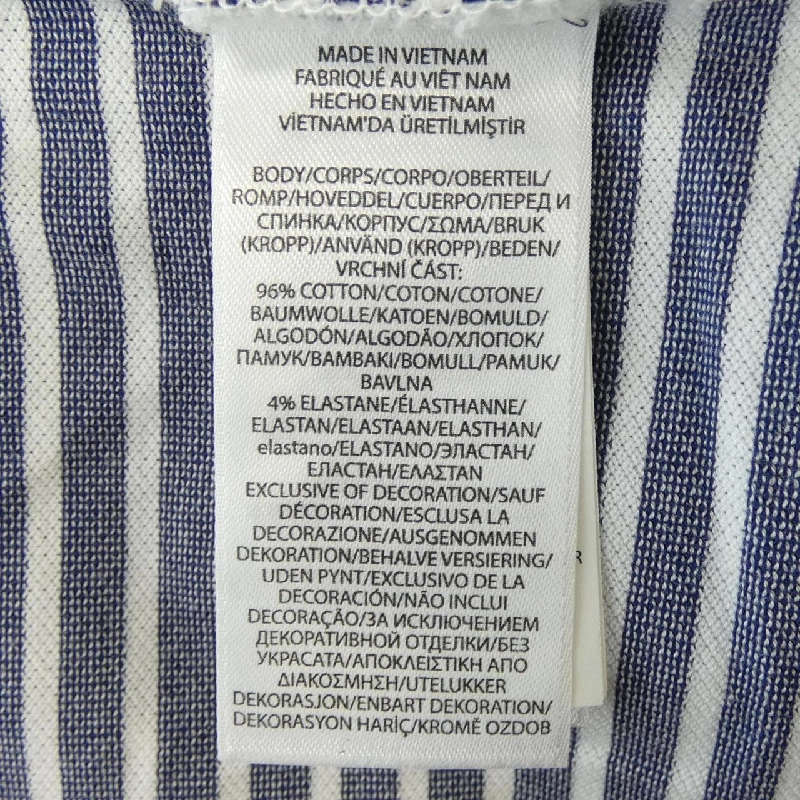 MADE IN VIETNAM
FABRIQUÉ AU VIÊT NAM
HECHO EN VIETNAM
VİETNAM'DA ÜRETİLMİŞTİR
BODY/CORPS/CORPO/OBERTEIL/
ROMP/HOVEDDEL/CUERPO/ПЕРЕД И
СПИНКА/КОРПУС/ΣΩΜΑ/BRUK
(KROPP)/ANVÄND (KROPP)/BEDEN/
VRCHNÍ ČÁST:
96% COTTON/COTON/COTONE/
BAUMWOLLE/KATOEN/BOMULD/
ALGODÓN/ALGODÃO/ХЛОПОК/
ПАМУК/BAMBAKI/BOMULL/PAMUK/
BAVLNA
4% ELASTANE/ÉLASTHANNE/
ELASTAN/ELASTAAN/ELASTHAN/
elastano/ELASTANO/ЭЛАСТАН/
ЕЛАСТАН/ΕΛΑΣΤΑΝ
EXCLUSIVE OF DECORATION/SAUF
DÉCORATION/ESCLUSA LA
DECORAZIONE/AUSGENOMMEN
DEKORATION/BEHALVE VERSIERING/
UDEN PYNT/EXCLUSIVO DE LA
DECORACIÓN/NÃO INCLUI
DECORAÇÃO/ЗА ИСКЛЮЧЕНИЕМ
ДЕКОРАТИВНОЙ ОТДЕЛКИ/БЕЗ
УКРАСАТА/ΑΠΟΚΛΕΙΣΤΙΚΗ ΑΠΟ
ΔΙΑΚΟΣΜΗΣΗ/UTELUKKER
DEKORASJON/ENBART DEKORATION/
DEKORASYON HARİÇ/KROMĚ OZDOB
R